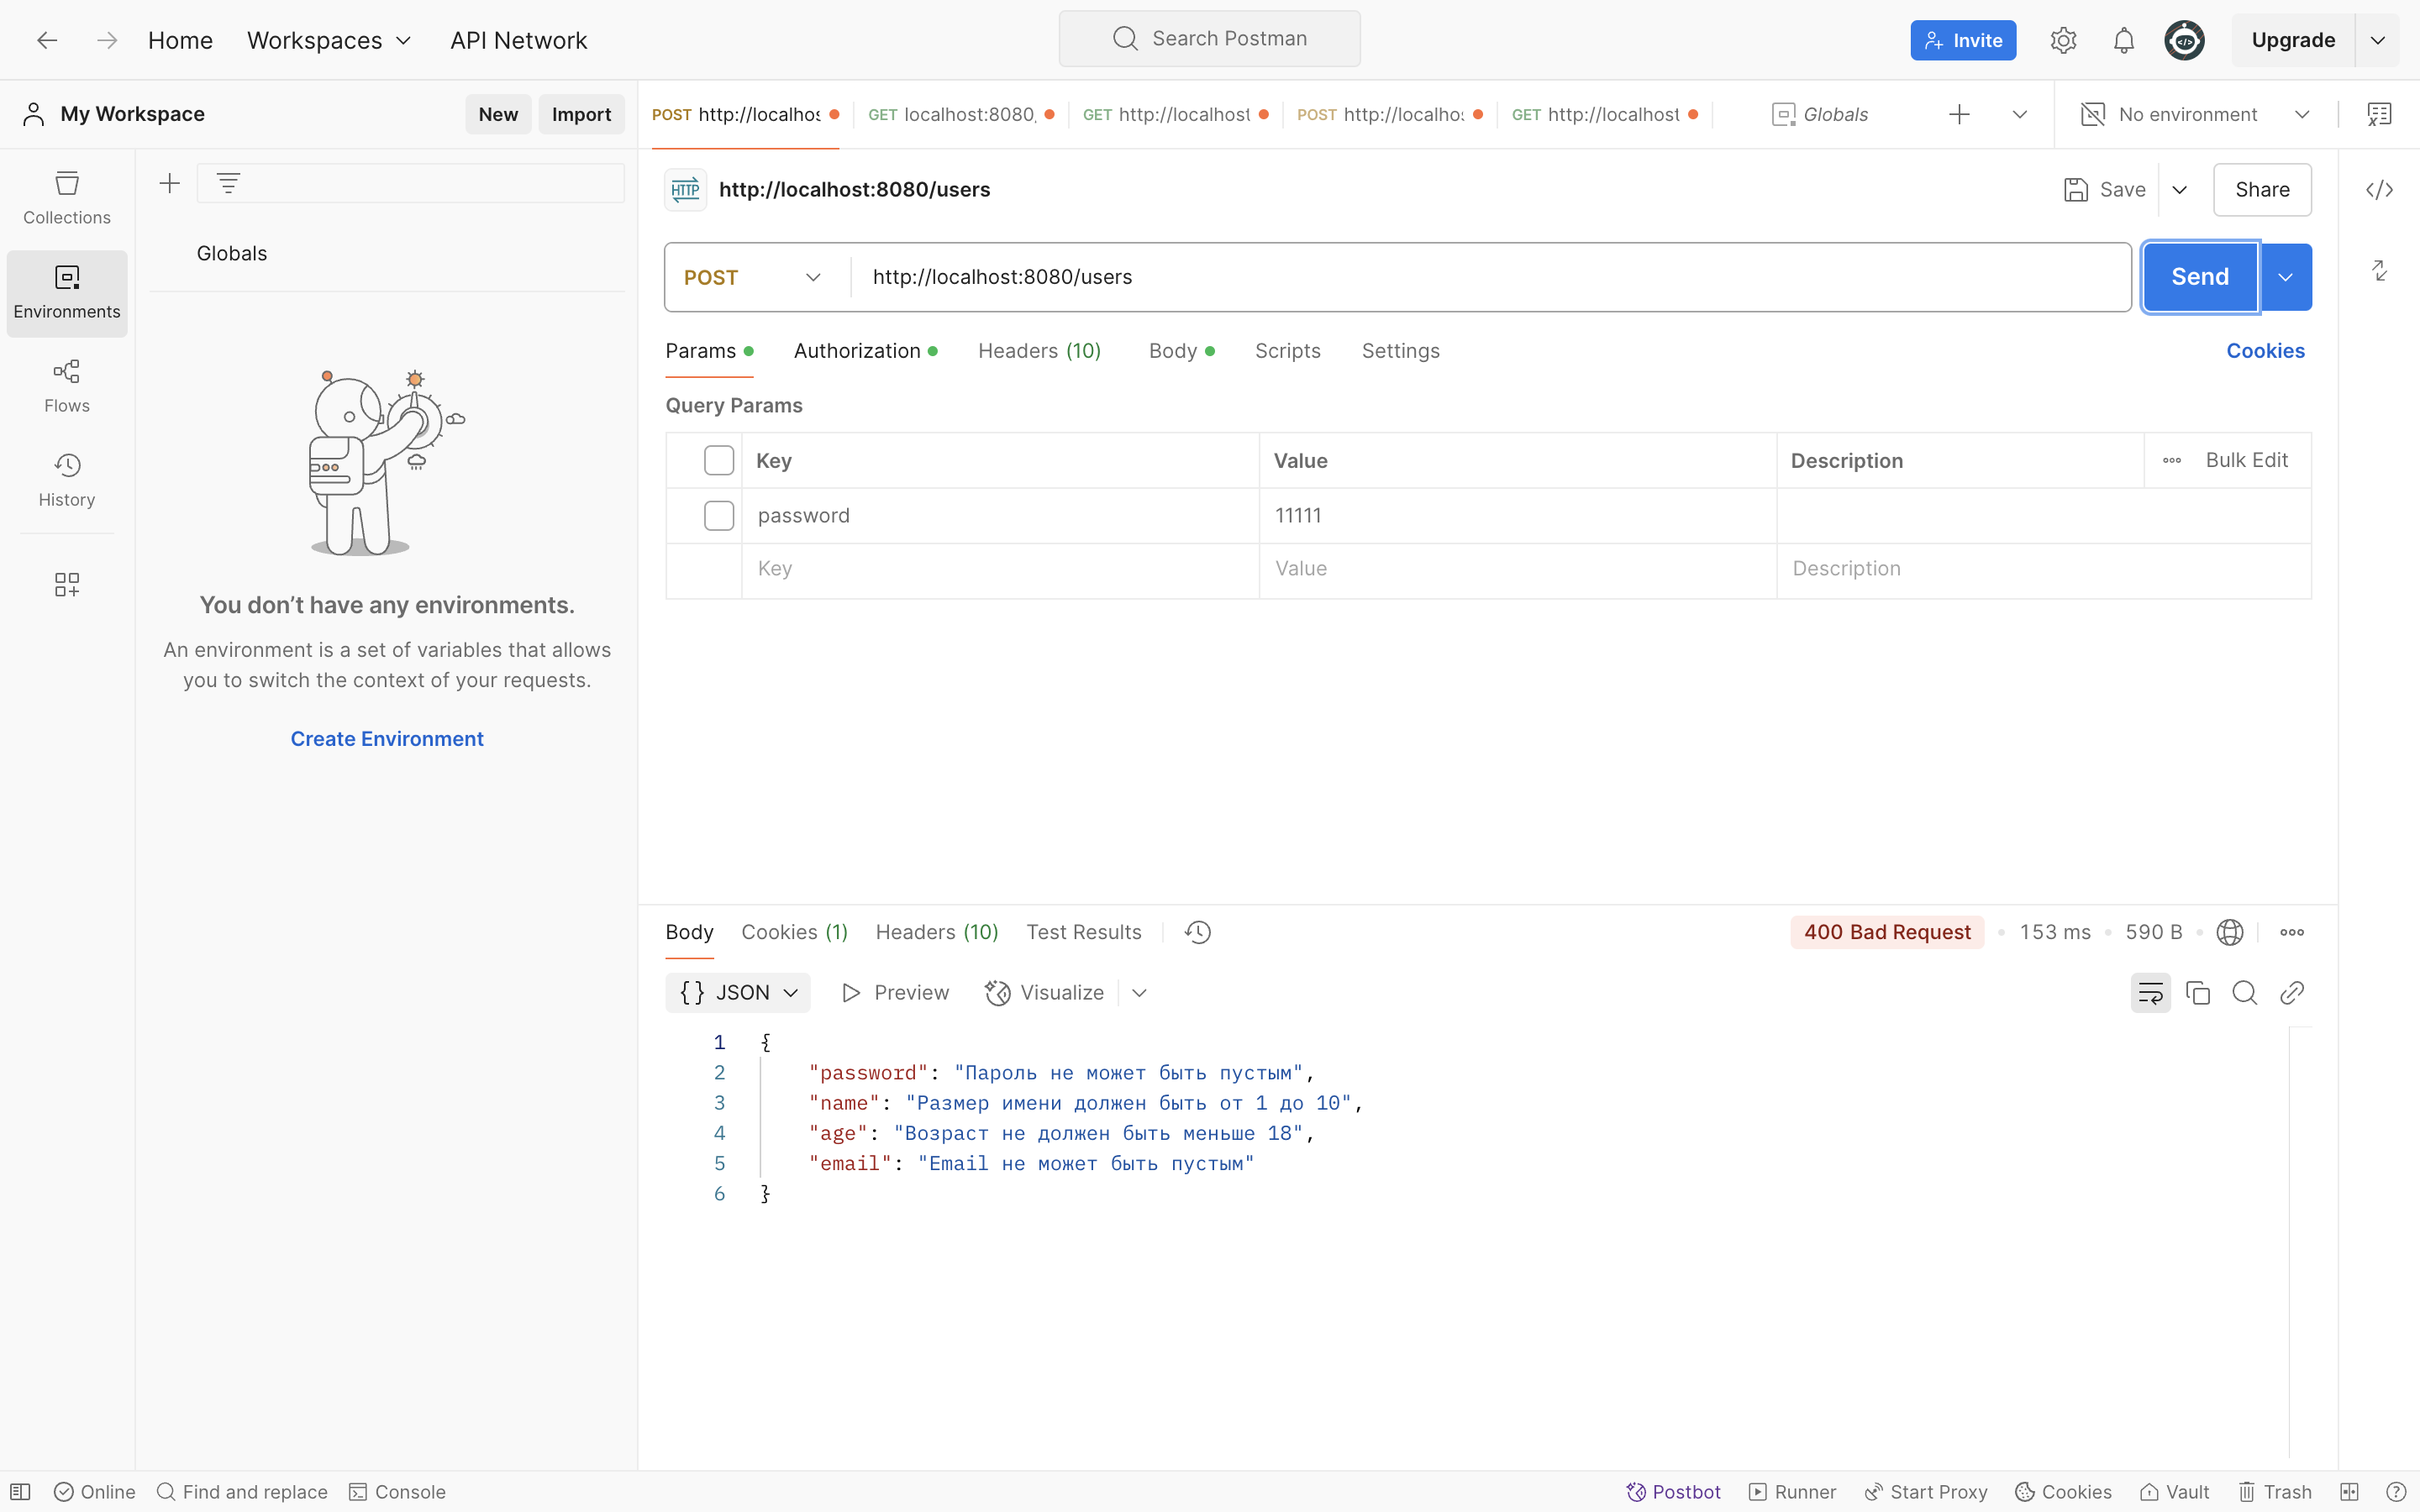 Home Workspaces API Network Search Postman Invite Upgrade
My Workspace New Import
POST http://localhos GET localhost:8080, GET http://localhost POST http://localho: GET http://localhost Globals No environment
Collections
Environments
Flows
History
Globals
You don't have any environments.
An environment is a set of variables that allows
you to switch the context of your requests.
Create Environment
HTTP http://localhost:8080/users Save Share
POST http://localhost:8080/users Send
Params Authorization Headers (10) Body Scripts Settings Cookies
Query Params
Key Value Description Bulk Edit
password 11111
Key Value Description
Body Cookies (1) Headers (10) Test Results 400 Bad Request 153 ms 590 B
{} JSON Preview Visualize
1 {
2 "password": "Пароль не может быть пустым",
3 "name": "Размер имени должен быть от 1 до 10",
4 "age": "Возраст не должен быть меньше 18",
5 "email": "Email не может быть пустым"
6 }
Online Find and replace Console Postbot Runner Start Proxy Cookies Vault Trash